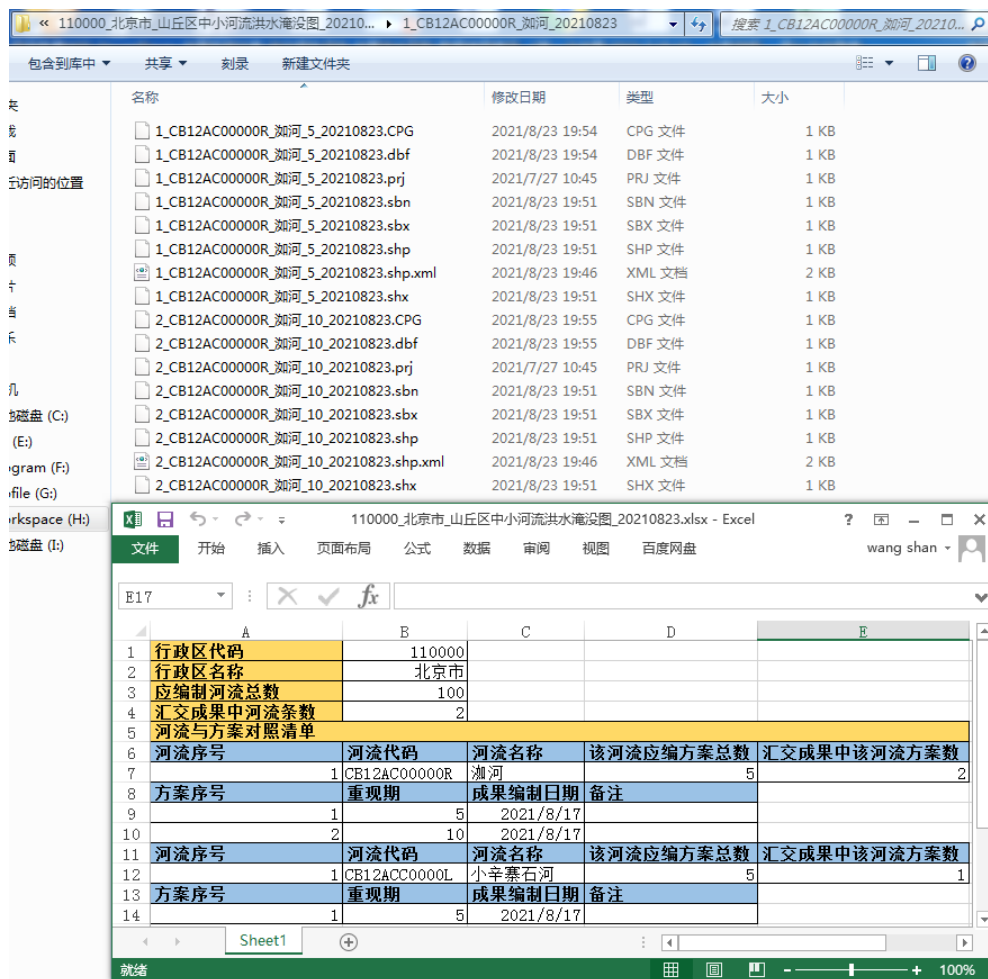 « 110000_北京市_山丘区中小河流洪水淹没图_20210... ▸ 1_CB12AC00000R_洳河_20210823
搜索 1_CB12AC00000R_洳河_20210...
包含到库中 共享 刻录 新建文件夹
名称 修改日期 类型 大小
1_CB12AC00000R_洳河_5_20210823.CPG 2021/8/23 19:54 CPG 文件 1 KB
1_CB12AC00000R_洳河_5_20210823.dbf 2021/8/23 19:54 DBF 文件 1 KB
1_CB12AC00000R_洳河_5_20210823.prj 2021/7/27 10:45 PRJ 文件 1 KB
1_CB12AC00000R_洳河_5_20210823.sbn 2021/8/23 19:51 SBN 文件 1 KB
1_CB12AC00000R_洳河_5_20210823.sbx 2021/8/23 19:51 SBX 文件 1 KB
1_CB12AC00000R_洳河_5_20210823.shp 2021/8/23 19:51 SHP 文件 1 KB
1_CB12AC00000R_洳河_5_20210823.shp.xml 2021/8/23 19:46 XML 文档 2 KB
1_CB12AC00000R_洳河_5_20210823.shx 2021/8/23 19:51 SHX 文件 1 KB
2_CB12AC00000R_洳河_10_20210823.CPG 2021/8/23 19:55 CPG 文件 1 KB
2_CB12AC00000R_洳河_10_20210823.dbf 2021/8/23 19:55 DBF 文件 1 KB
2_CB12AC00000R_洳河_10_20210823.prj 2021/7/27 10:45 PRJ 文件 1 KB
2_CB12AC00000R_洳河_10_20210823.sbn 2021/8/23 19:51 SBN 文件 1 KB
2_CB12AC00000R_洳河_10_20210823.sbx 2021/8/23 19:51 SBX 文件 1 KB
2_CB12AC00000R_洳河_10_20210823.shp 2021/8/23 19:51 SHP 文件 1 KB
2_CB12AC00000R_洳河_10_20210823.shp.xml 2021/8/23 19:46 XML 文档 2 KB
2_CB12AC00000R_洳河_10_20210823.shx 2021/8/23 19:51 SHX 文件 1 KB
访问的位置
磁盘 (C:)
(E:)
ogram (F:)
ofile (G:)
orkspace (H:)
磁盘 (I:)
110000_北京市_山丘区中小河流洪水淹没图_20210823.xlsx - Excel
文件 开始 插入 页面布局 公式 数据 审阅 视图 百度网盘 wang shan
E17 fx
A B C D E
1 行政区代码 110000
2 行政区名称 北京市
3 应编制河流总数 100
4 汇交成果中河流条数 2
5 河流与方案对照清单
6 河流序号 河流代码 河流名称 该河流应编方案总数 汇交成果中该河流方案数
7 1 CB12AC00000R 洳河 5 2
8 方案序号 重现期 成果编制日期 备注
9 1 5 2021/8/17
10 2 10 2021/8/17
11 河流序号 河流代码 河流名称 该河流应编方案总数 汇交成果中该河流方案数
12 1 CB12ACC0000L 小辛寨石河 5 1
13 方案序号 重现期 成果编制日期 备注
14 1 5 2021/8/17
Sheet1
就绪 100%